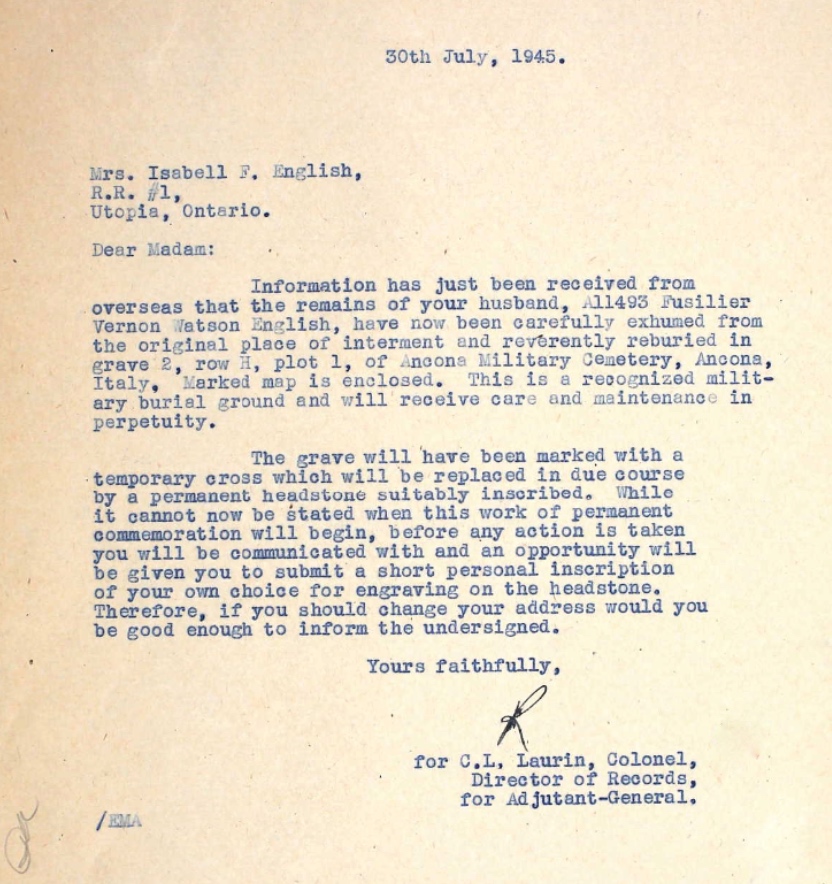 30th July, 1945.
Mrs. Isabell F. English,
R.R. #1,
Utopia, Ontario.
Dear Madam:
Information has just been received from
overseas that the remains of your husband, A11493 Fusilier
Vernon Watson English, have now been carefully exhumed from
the original place of interment and reverently reburied in
grave 2, row H, plot 1, of Ancona Military Cemetery, Ancona,
Italy. Marked map is enclosed. This is a recognized milit-
ary burial ground and will receive care and maintenance in
perpetuity.
The grave will have been marked with a
temporary cross which will be replaced in due course
by a permanent headstone suitably inscribed. While
it cannot now be stated when this work of permanent
commemoration will begin, before any action is taken
you will be communicated with and an opportunity will
be given you to submit a short personal inscription
of your own choice for engraving on the headstone.
Therefore, if you should change your address would you
be good enough to inform the undersigned.
Yours faithfully,
for C.L. Laurin, Colonel,
Director of Records,
for Adjutant-General.
/EMA